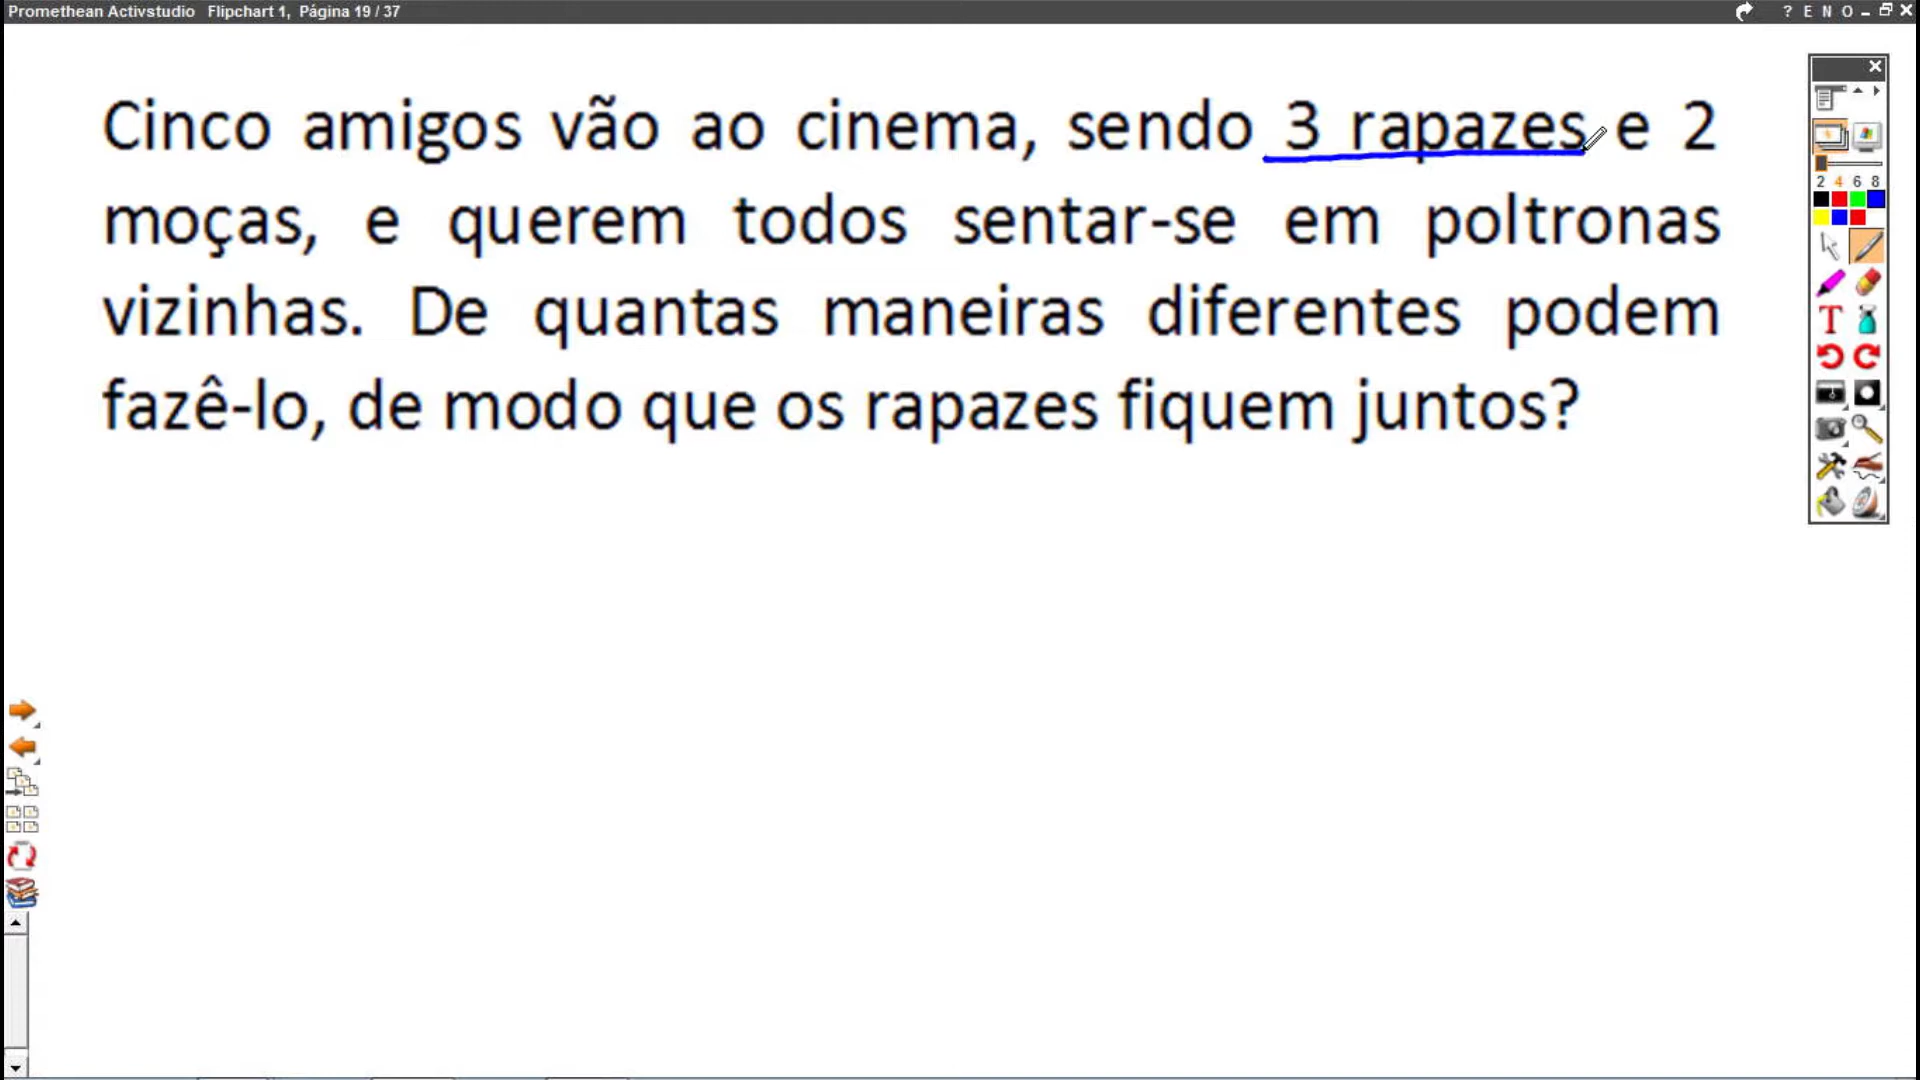 Promethean Activstudio Flipchart 1, Página 19 / 37
? E N O
Cinco amigos vão ao cinema, sendo 3 rapazes e 2
moças, e querem todos sentar-se em poltronas
vizinhas. De quantas maneiras diferentes podem
fazê-lo, de modo que os rapazes fiquem juntos?
2 4 6 8
T